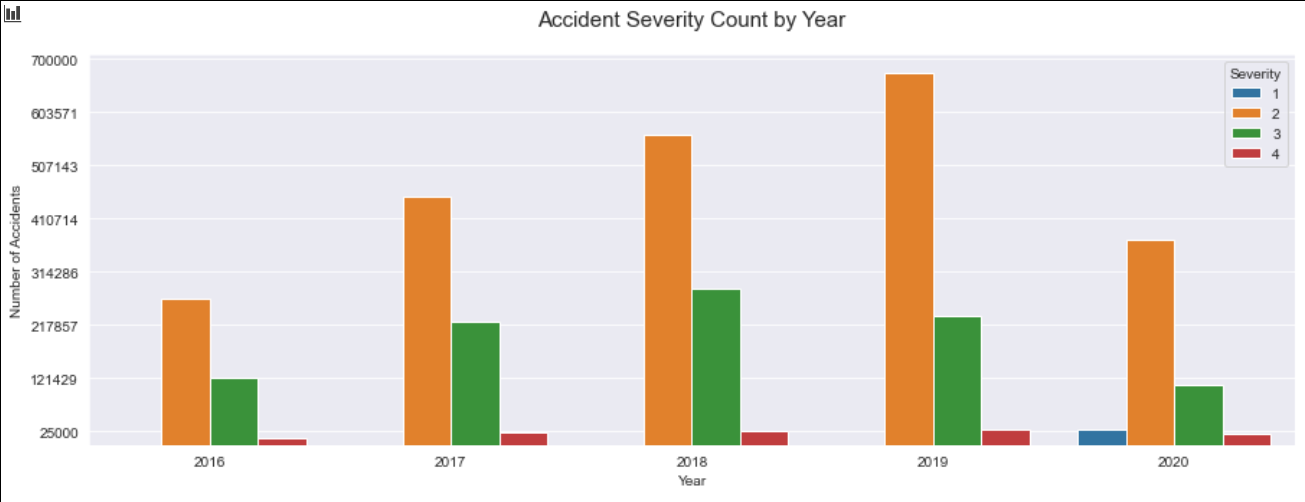 Accident Severity Count by Year
700000
603571
507143
410714
314286
217857
121429
25000
Number of Accidents
Severity
1
2
3
4
2016 2017 2018 2019 2020
Year